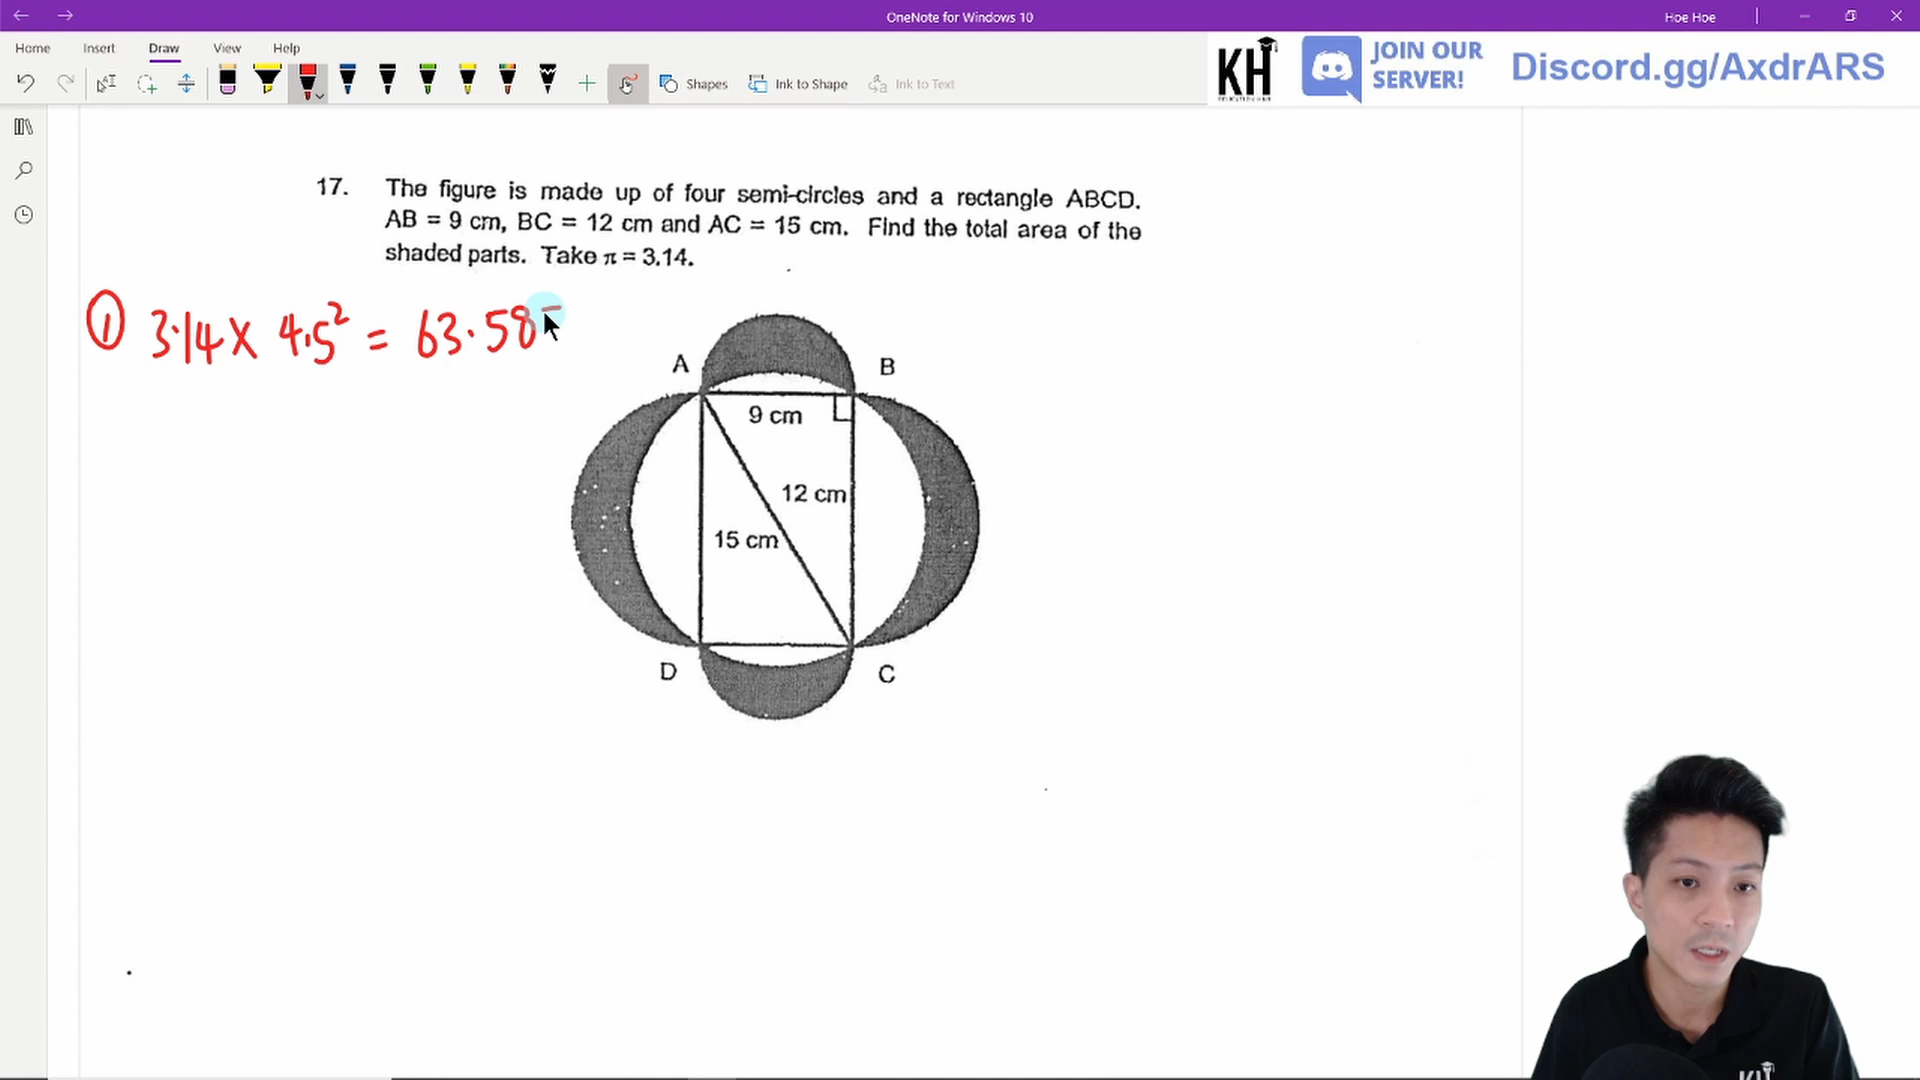 OneNote for Windows 10
Hoe Hoe
Home Insert Draw View Help
Shapes Ink to Shape Ink to Text
KH
JOIN OUR
SERVER!
Discord.gg/AxdrARS
17. The figure is made up of four semi-circles and a rectangle ABCD.
AB = 9 cm, BC = 12 cm and AC = 15 cm. Find the total area of the
shaded parts. Take π = 3.14.
① 3.14 × 4.5² = 63.58
A B
9 cm
12 cm
15 cm
D C
KH